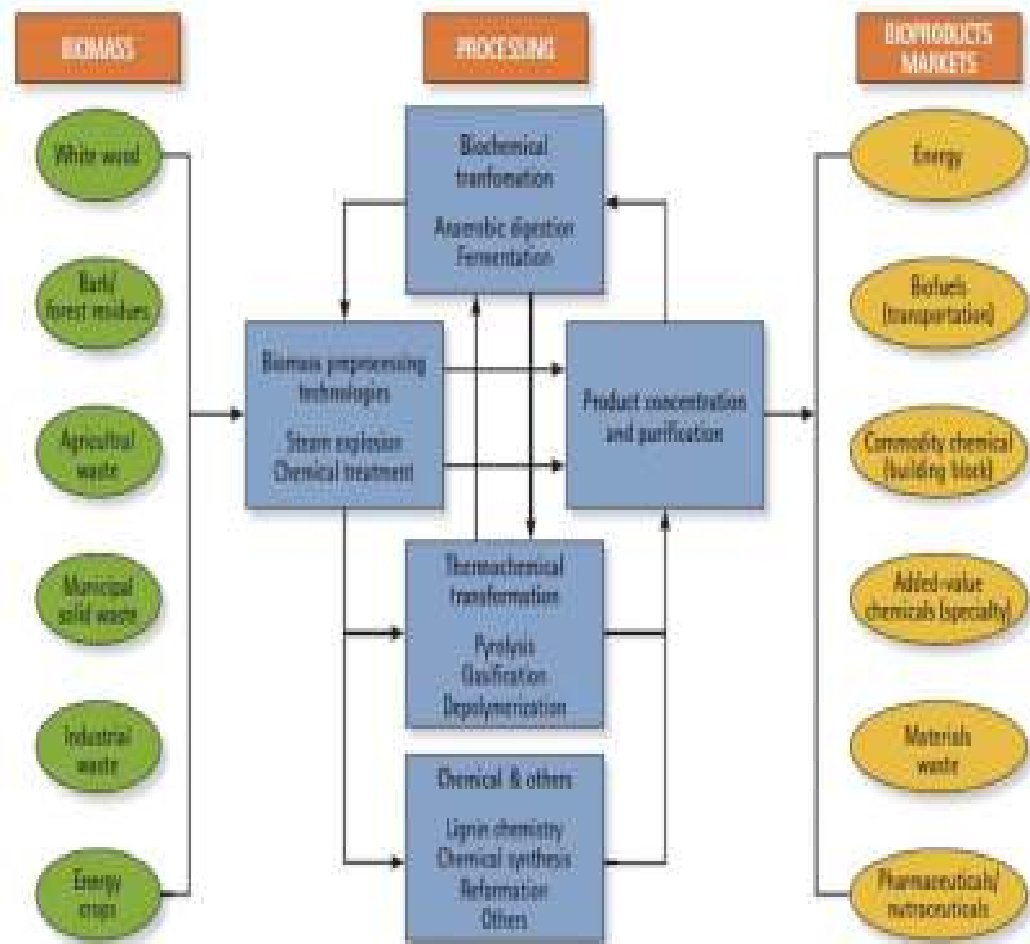 BIOMASS
PROCESSING
BIOPRODUCTS
MARKETS
White wood
Bark/
forest residues
Agricultral
waste
Municipal
solid waste
Industrial
waste
Energy
crops
Biochemical
tranfomation
Anaerobic digestion
Fermentation
Biomass preprocessing
technologies
Steam explosion
Chemical treatment
Product concentration
and purification
Thermochemical
transformation
Pyrolysis
Gasification
Depolymerization
Chemical & others
Lignin chemistry
Chemical synthesis
Reformation
Others
Energy
Biofuels
(transportation)
Commodity chemical
(building block)
Added-value
chemicals (specialty)
Materials
waste
Pharmaceuticals/
nutraceuticals